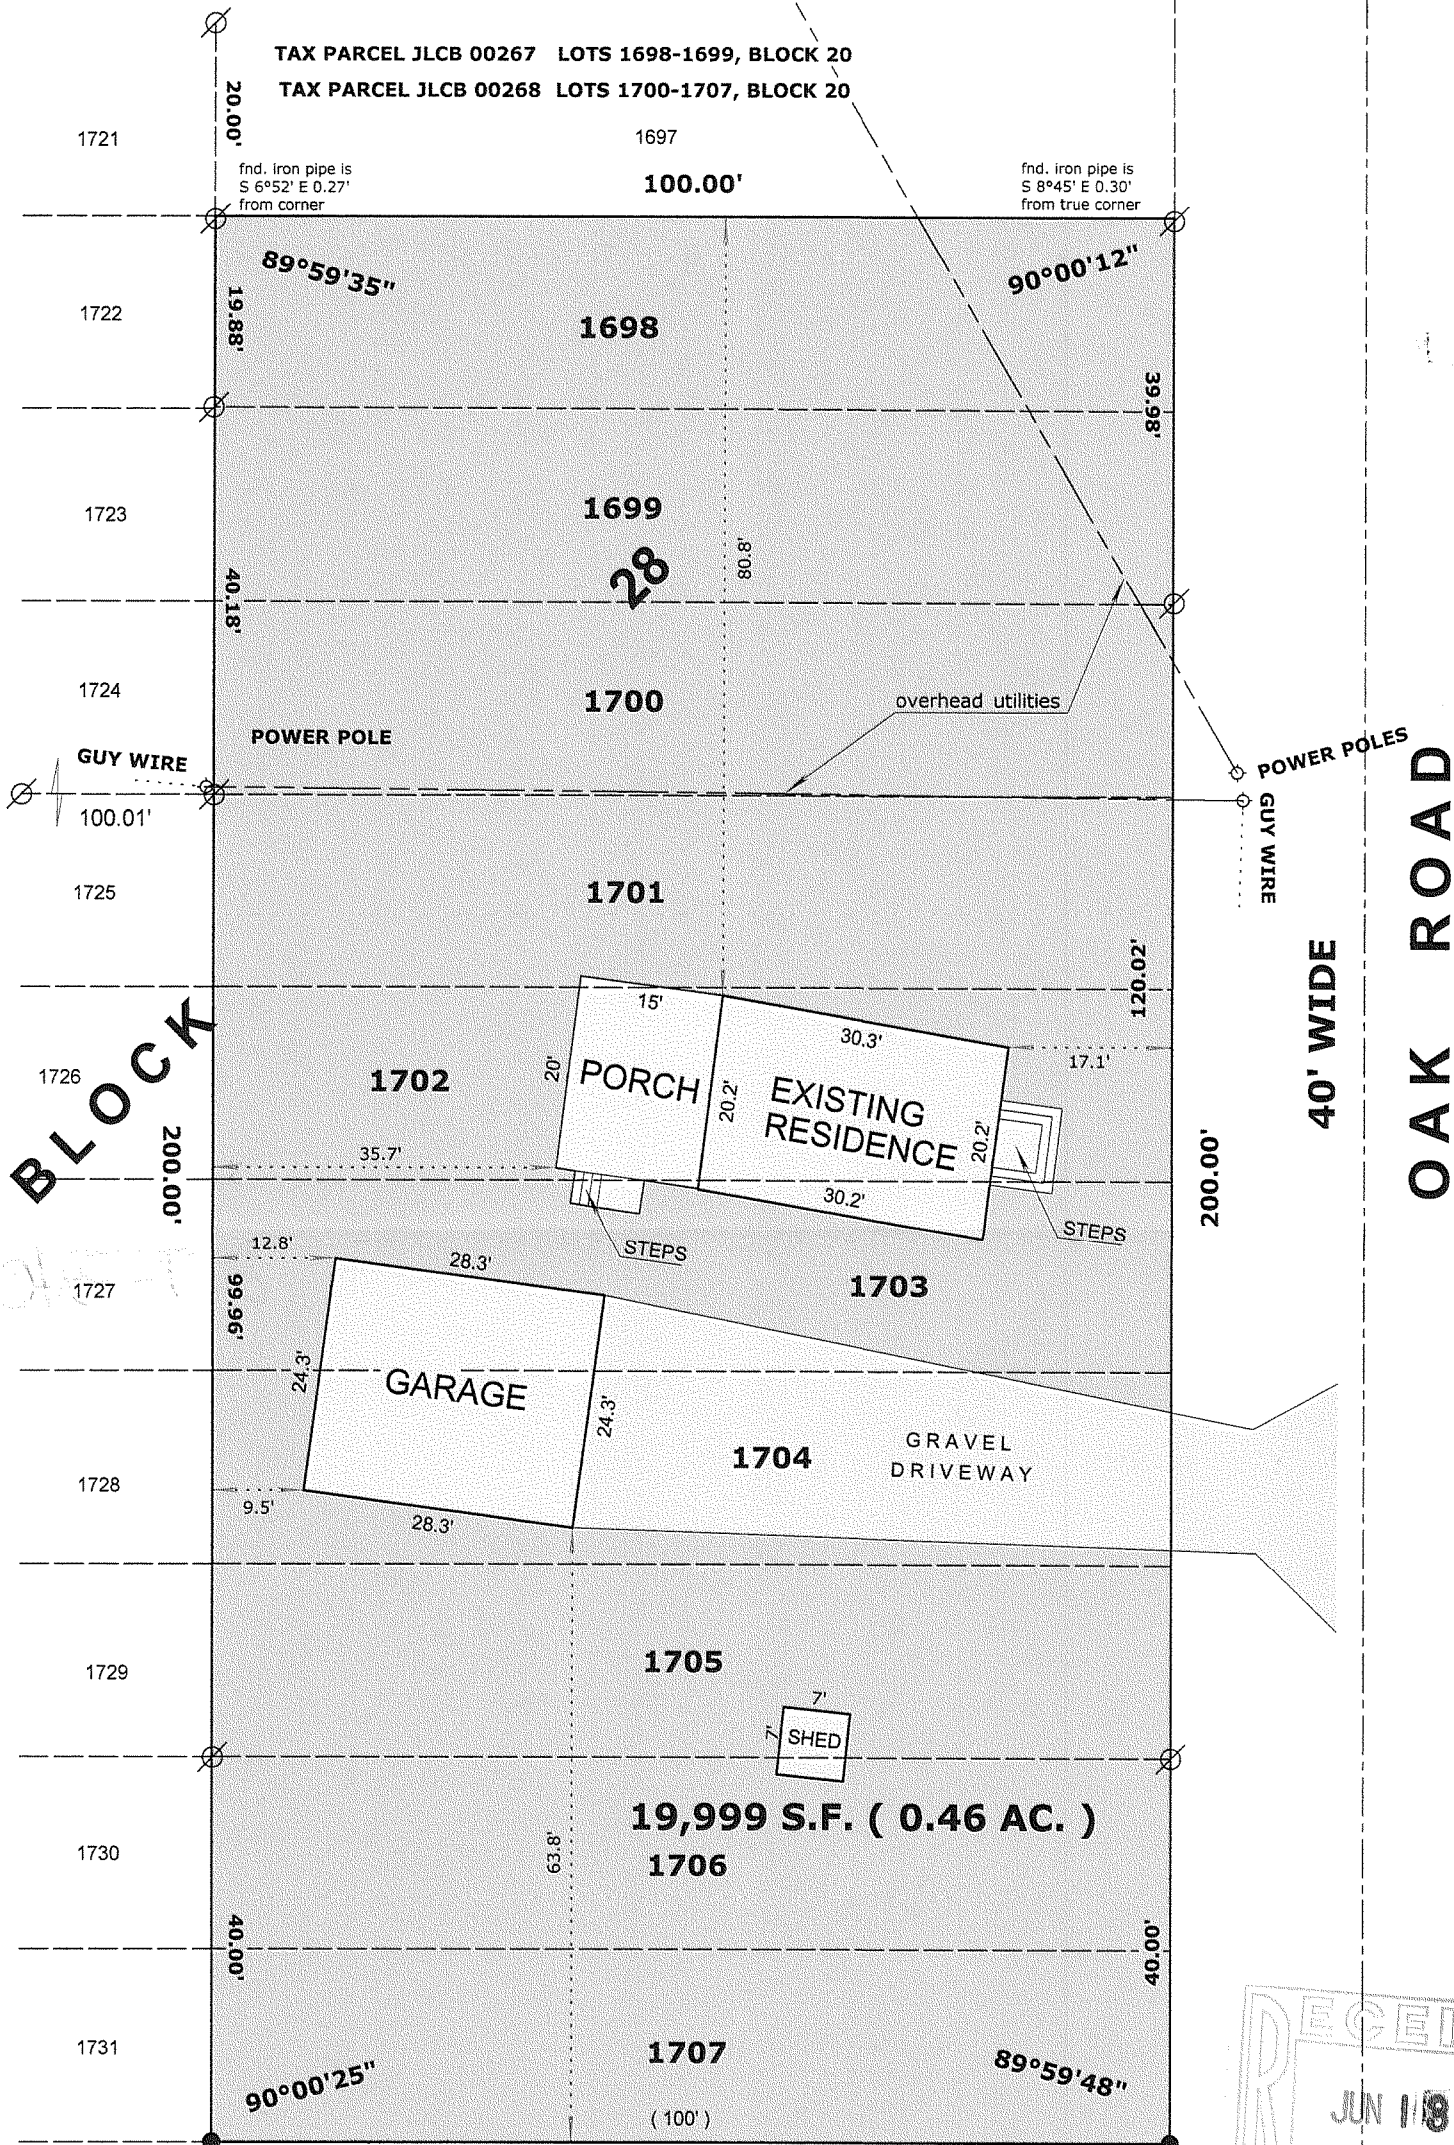 TAX PARCEL JLCB 00267 LOTS 1698-1699, BLOCK 20
TAX PARCEL JLCB 00268 LOTS 1700-1707, BLOCK 20
20.00'
1721
1697
fnd. iron pipe is
S 6°52' E 0.27'
from corner
100.00'
fnd. iron pipe is
S 8°45' E 0.30'
from true corner
89°59'35"
90°00'12"
19.88'
1722
1698
39.98'
1723
1699
28
80.8'
40.18'
1724
1700
overhead utilities
POWER POLE
GUY WIRE
POWER POLES
100.01'
GUY WIRE
1725
1701
120.02'
40' WIDE
OAK ROAD
BLOCK
15'
30.3'
17.1'
1726
1702
20'
PORCH
20.2'
EXISTING
RESIDENCE
20.2'
200.00'
35.7'
30.2'
200.00'
STEPS
STEPS
12.8'
28.3'
1727
99.96'
1703
24.3'
GARAGE
24.3'
1704
GRAVEL
DRIVEWAY
1728
9.5'
28.3'
1729
1705
7'
7'
SHED
19,999 S.F. ( 0.46 AC. )
1730
63.8'
1706
40.00'
40.00'
1731
1707
90°00'25"
89°59'48"
( 100' )
RECEI
JUN